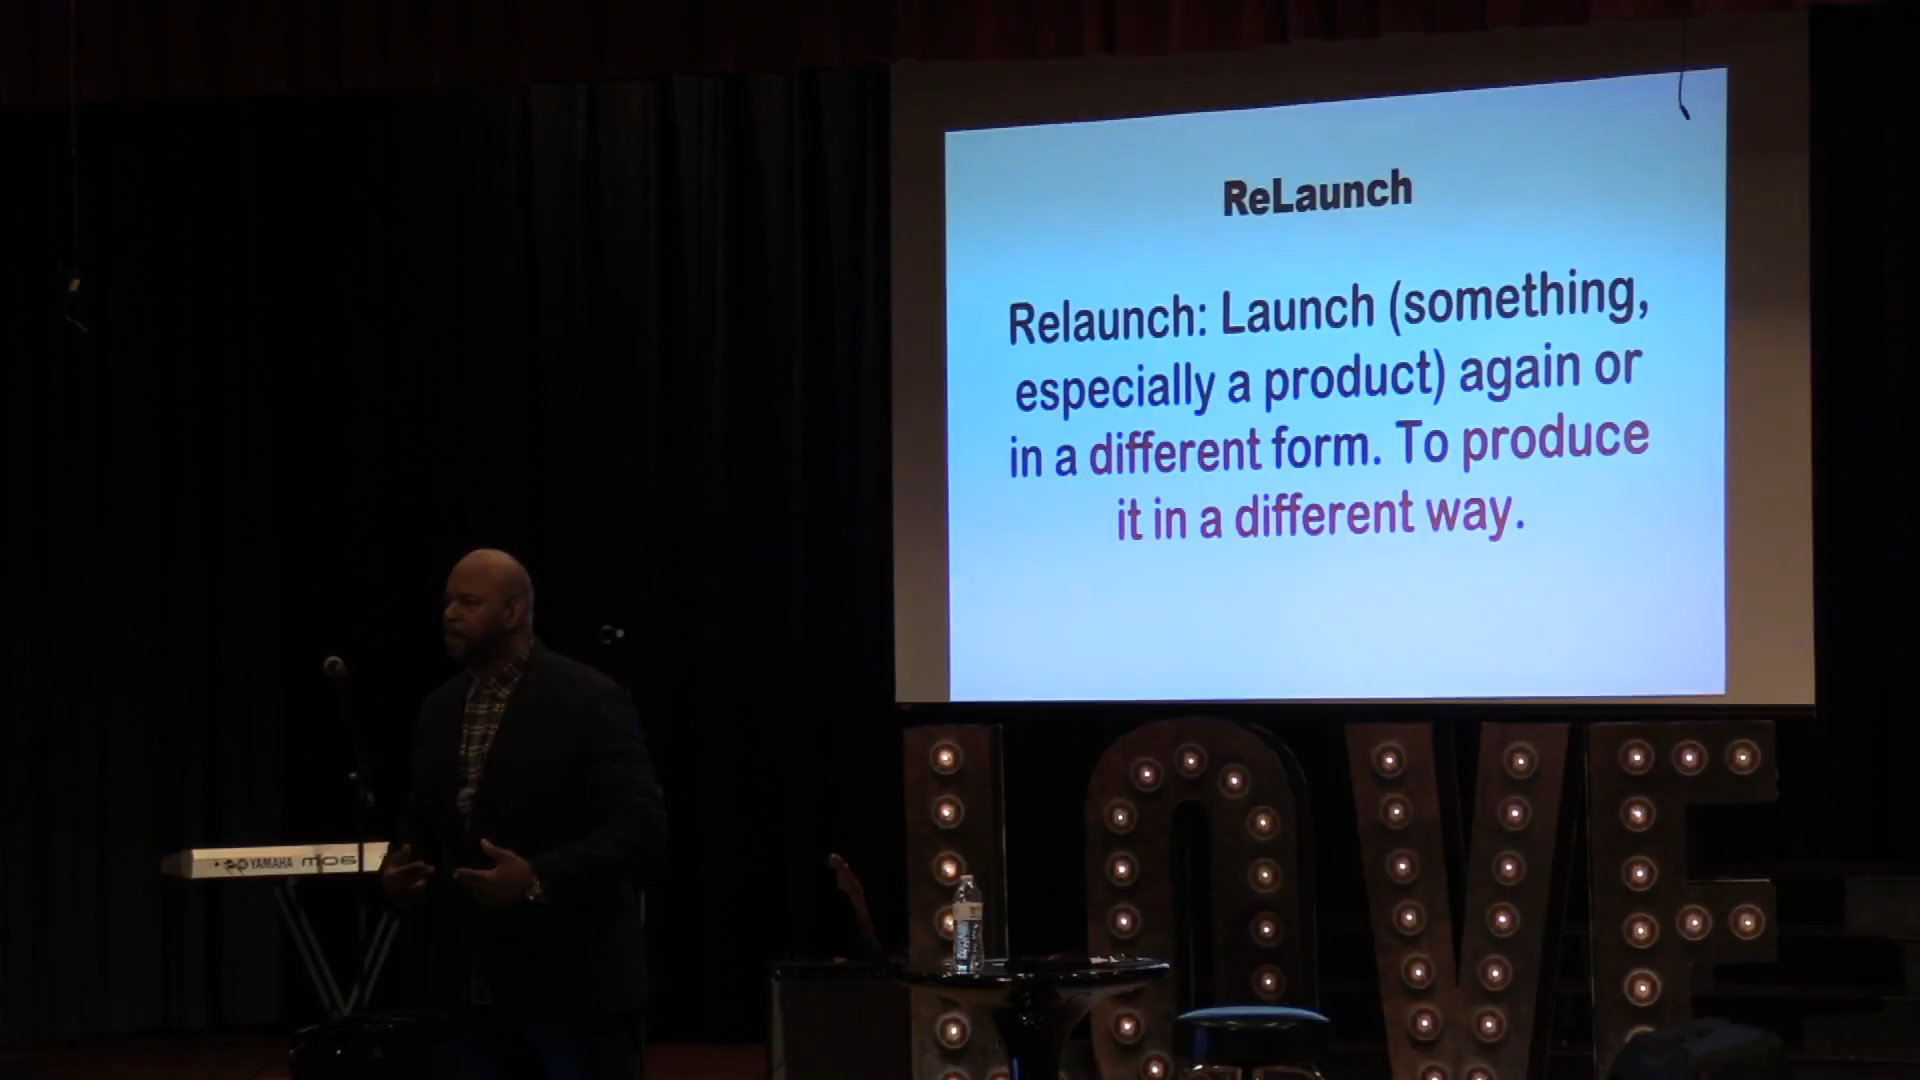 ReLaunch
Relaunch: Launch (something,
especially a product) again or
in a different form. To produce
it in a different way.
YAMAHA MO6
LOVE